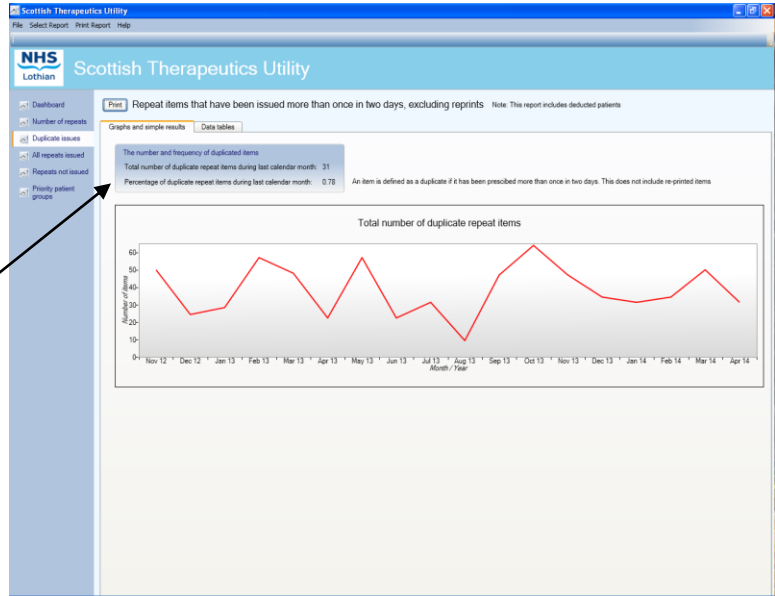 Scottish Therapeutics Utility
File Select Report Print Report Help
NHS
Lothian
Scottish Therapeutics Utility
Dashboard
Number of repeats
Duplicate issues
All repeats issued
Repeats not issued
Priority patient
groups
Print Repeat items that have been issued more than once in two days, excluding reprints Note: This report includes deducted patients
Graphs and simple results Data tables
The number and frequency of duplicated items
Total number of duplicate repeat items during last calendar month: 31
Percentage of duplicate repeat items during last calendar month: 0.78
An item is defined as a duplicate if it has been prescibed more than once in two days. This does not include re-printed items
Total number of duplicate repeat items
Number of items
60
50
40
30
20
10
0
Nov 12 Dec 12 Jan 13 Feb 13 Mar 13 Apr 13 May 13 Jun 13 Jul 13 Aug 13 Sep 13 Oct 13 Nov 13 Dec 13 Jan 14 Feb 14 Mar 14 Apr 14
Month / Year